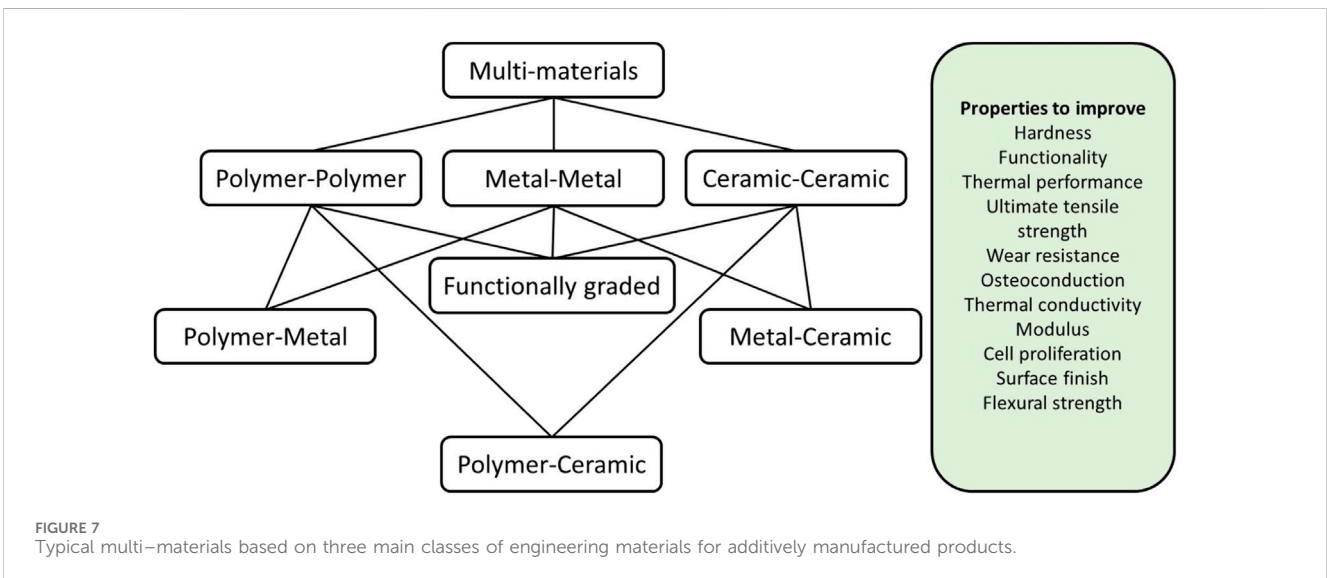 Multi-materials
Polymer-Polymer
Metal-Metal
Ceramic-Ceramic
Functionally graded
Polymer-Metal
Metal-Ceramic
Polymer-Ceramic
Properties to improve
Hardness
Functionality
Thermal performance
Ultimate tensile
strength
Wear resistance
Osteoconduction
Thermal conductivity
Modulus
Cell proliferation
Surface finish
Flexural strength
FIGURE 7
Typical multi–materials based on three main classes of engineering materials for additively manufactured products.